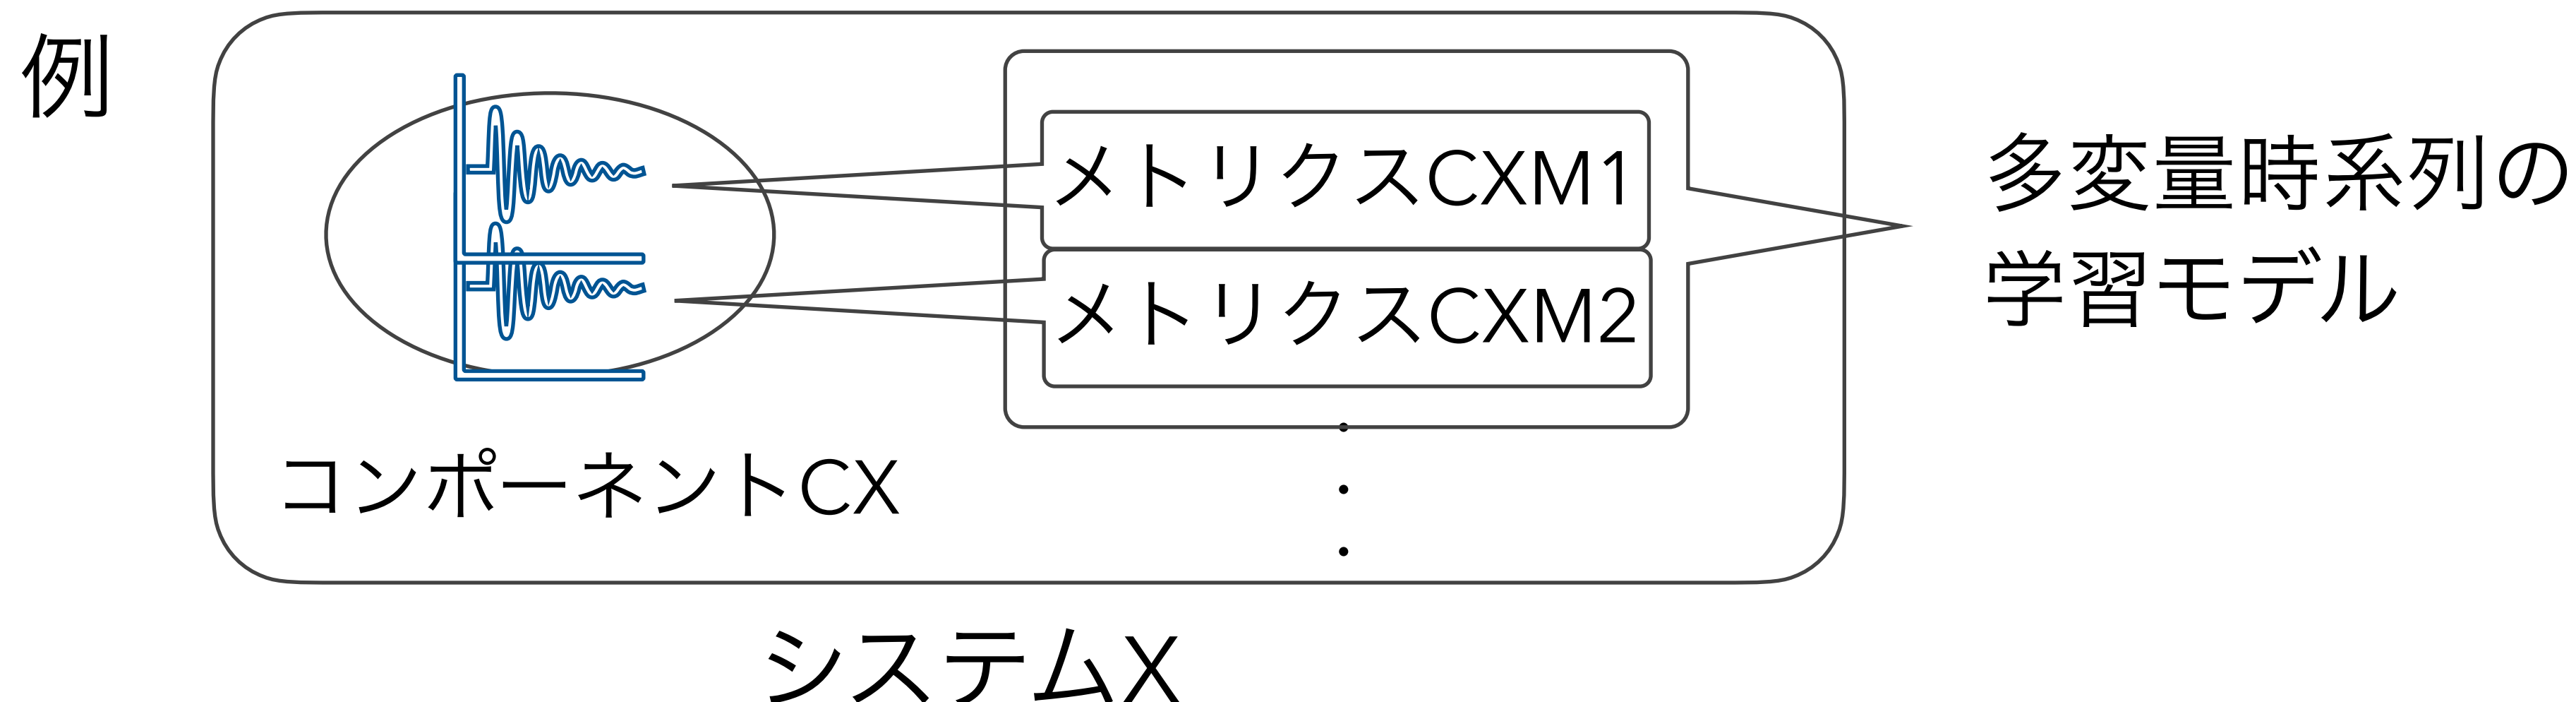 例
メトリクスCXM1
メトリクスCXM2
多変量時系列の
学習モデル
コンポーネントCX
システムX